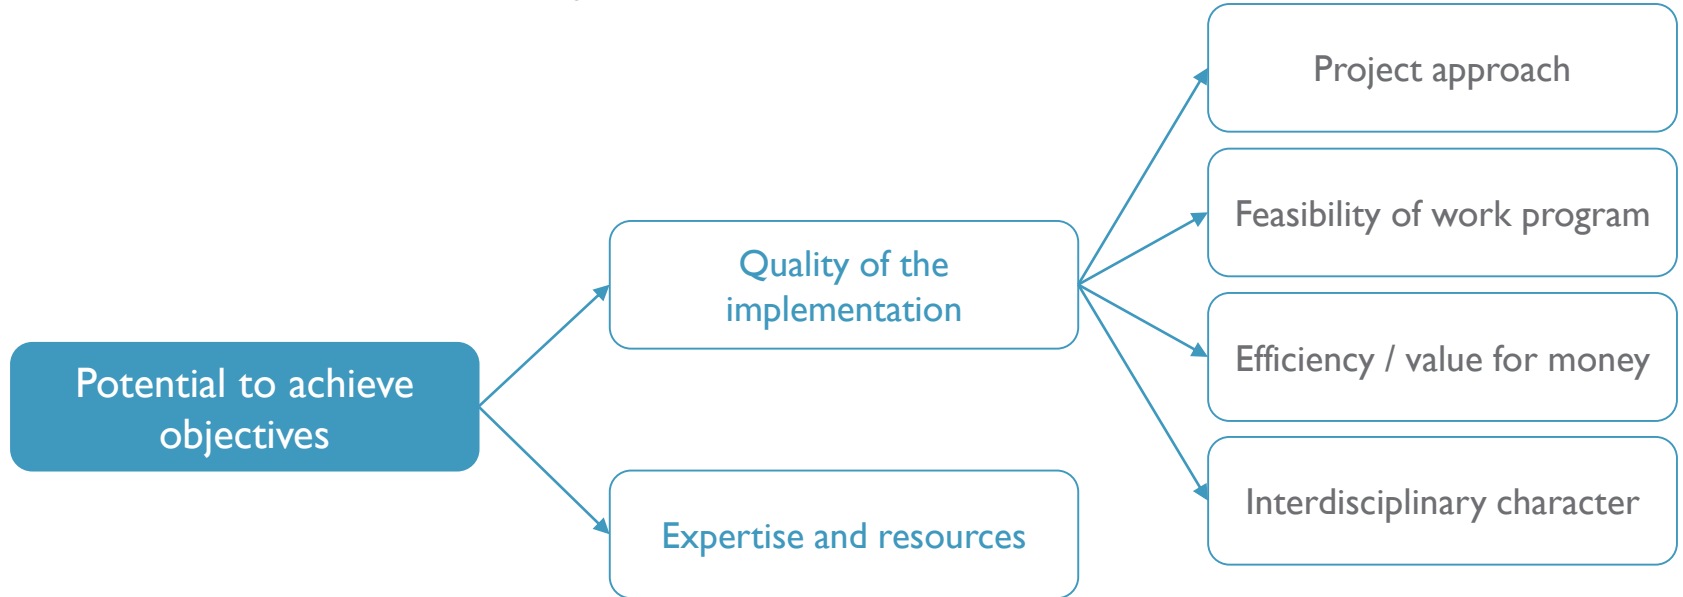 Project approach
Feasibility of work program
Quality of the
implementation
Efficiency / value for money
Potential to achieve
objectives
Interdisciplinary character
Expertise and resources